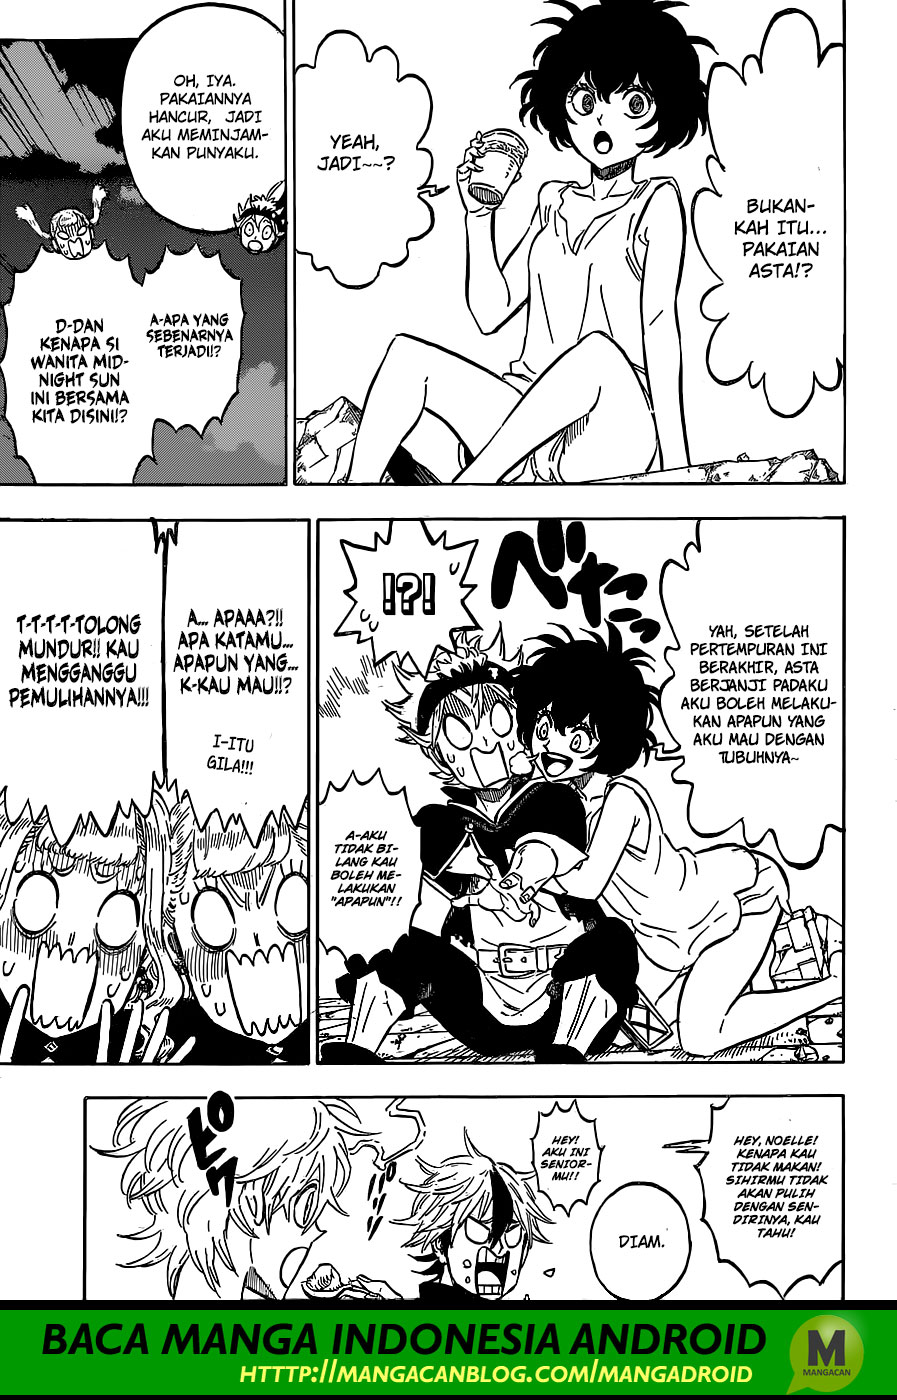 BUKAN-
KAH ITU...
PAKAIAN
ASTA!?
YEAH,
JADI~~?
OH, IYA.
PAKAIANNYA
HANCUR, JADI
AKU MEMINJAM-
KAN PUNYAKU.
A-APA YANG
SEBENARNYA
TERJADI!?
D-DAN
KENAPA SI
WANITA MID-
NIGHT SUN
INI BERSAMA
KITA DISINI!?
YAH, SETELAH
PERTEMPURAN INI
BERAKHIR, ASTA
BERJANJI PADAKU
AKU BOLEH MELAKU-
KAN APAPUN YANG
AKU MAU DENGAN
TUBUHNYA~
べたっ
!?!
A-AKU
TIDAK BI-
LANG KAU
BOLEH ME-
LAKUKAN
"APAPUN"!!
A... APAAA?!!
APA KATAMU...
APAPUN YANG...
K-KAU MAU!!?
I-ITU
GILA!!!
T-T-T-T-TOLONG
MUNDUR!! KAU
MENGGANGGU
PEMULIHANNYA!!!
HEY, NOELLE!
KENAPA KAU
TIDAK MAKAN!
SIHIRMU TIDAK
AKAN PULIH
DENGAN SEN-
DIRINYA, KAU
TAHU!
DIAM.
HEY!
AKU INI
SENIOR-
MU!!
ピク
BACA MANGA INDONESIA ANDROID
HTTTP://MANGACANBLOG.COM/MANGADROID
M
MANGACAN